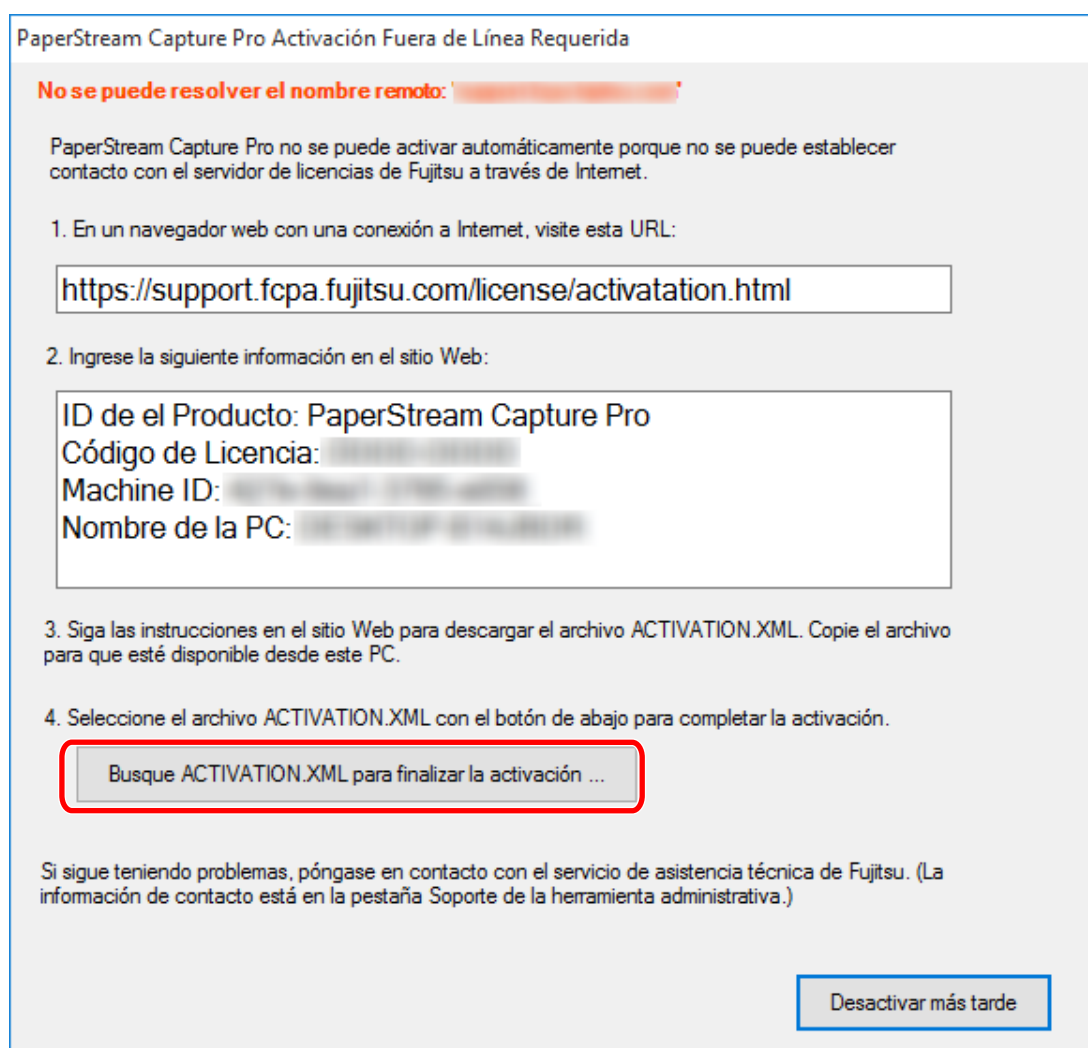 PaperStream Capture Pro Activación Fuera de Línea Requerida
No se puede resolver el nombre remoto: ' '
PaperStream Capture Pro no se puede activar automáticamente porque no se puede establecer
contacto con el servidor de licencias de Fujitsu a través de Internet.
1. En un navegador web con una conexión a Internet, visite esta URL:
https://support.fcpa.fujitsu.com/license/activatation.html
2. Ingrese la siguiente información en el sitio Web:
ID de el Producto: PaperStream Capture Pro
Código de Licencia:
Machine ID:
Nombre de la PC:
3. Siga las instrucciones en el sitio Web para descargar el archivo ACTIVATION.XML. Copie el archivo
para que esté disponible desde este PC.
4. Seleccione el archivo ACTIVATION.XML con el botón de abajo para completar la activación.
Busque ACTIVATION.XML para finalizar la activación ...
Si sigue teniendo problemas, póngase en contacto con el servicio de asistencia técnica de Fujitsu. (La
información de contacto está en la pestaña Soporte de la herramienta administrativa.)
Desactivar más tarde